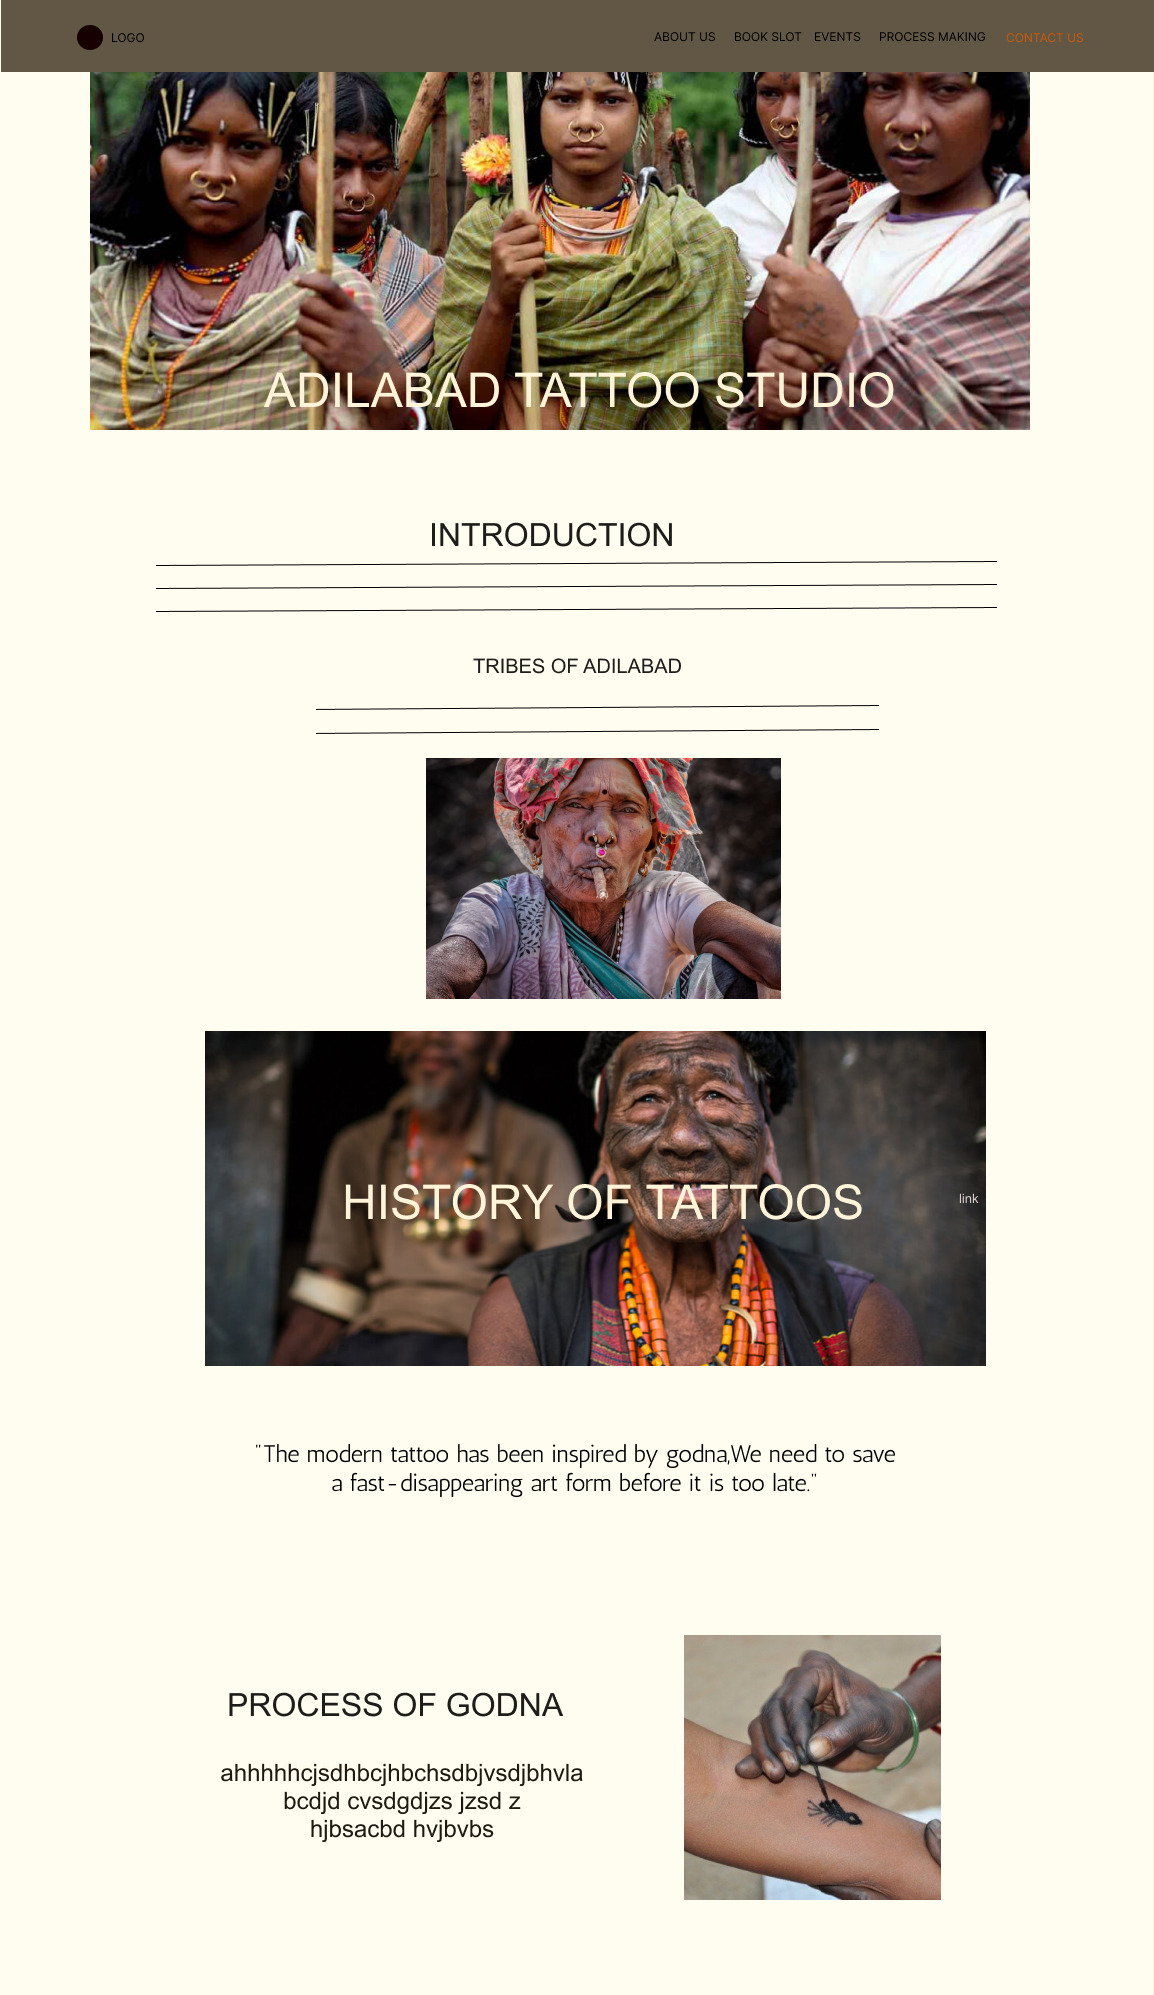 LOGO
ABOUT US BOOK SLOT EVENTS PROCESS MAKING CONTACT US
ADILABAD TATTOO STUDIO
INTRODUCTION
TRIBES OF ADILABAD
HISTORY OF TATTOOS
link
"The modern tattoo has been inspired by godna,We need to save
a fast-disappearing art form before it is too late."
PROCESS OF GODNA
ahhhhhcjsdhbcjhbchsdbjvsdjbhvla
bcdjd cvsdgdjzs jzsd z
hjbsacbd hvjbvbs